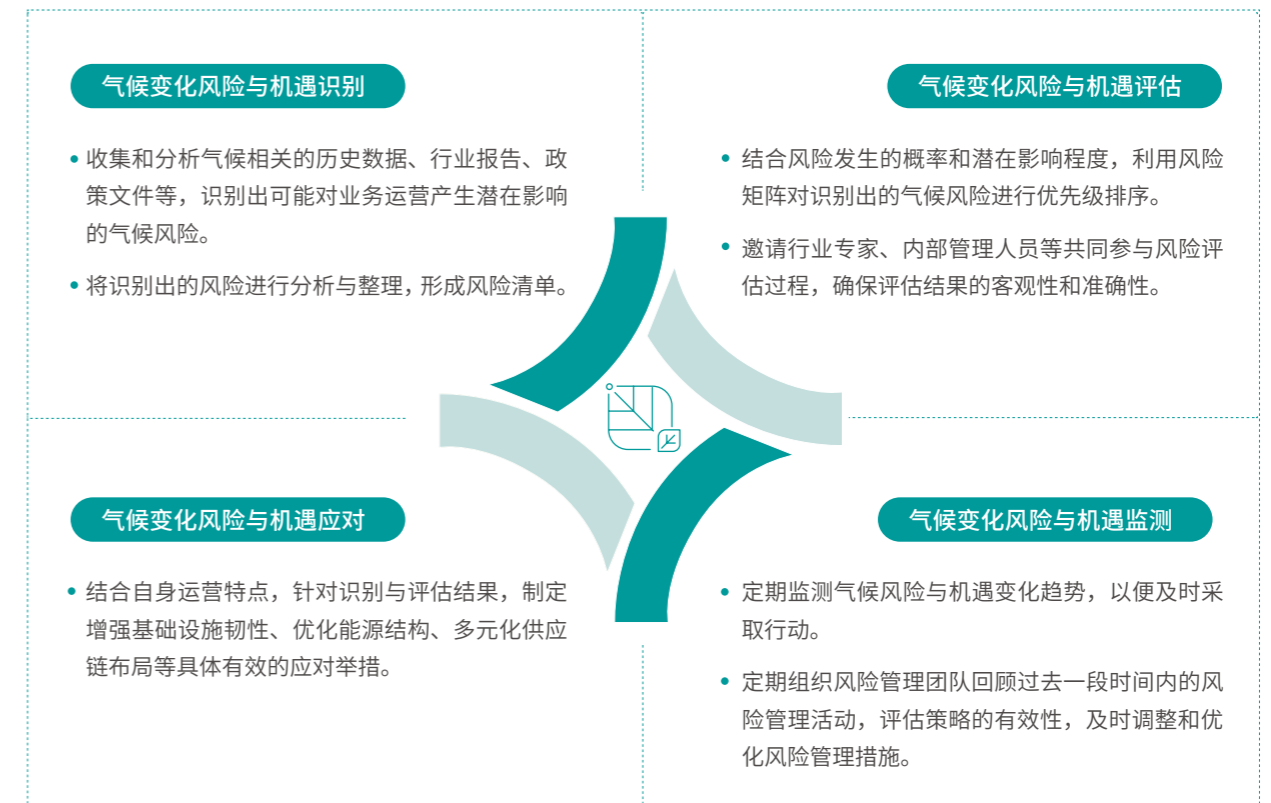 气候变化风险与机遇识别
收集和分析气候相关的历史数据、行业报告、政
策文件等，识别出可能对业务运营产生潜在影响
的气候风险。
将识别出的风险进行分析与整理，形成风险清单。
气候变化风险与机遇评估
结合风险发生的概率和潜在影响程度，利用风险
矩阵对识别出的气候风险进行优先级排序。
邀请行业专家、内部管理人员等共同参与风险评
估过程，确保评估结果的客观性和准确性。
气候变化风险与机遇应对
结合自身运营特点，针对识别与评估结果，制定
增强基础设施韧性、优化能源结构、多元化供应
链布局等具体有效的应对举措。
气候变化风险与机遇监测
定期监测气候风险与机遇变化趋势，以便及时采
取行动。
定期组织风险管理团队回顾过去一段时间内的风
险管理活动，评估策略的有效性，及时调整和优
化风险管理措施。